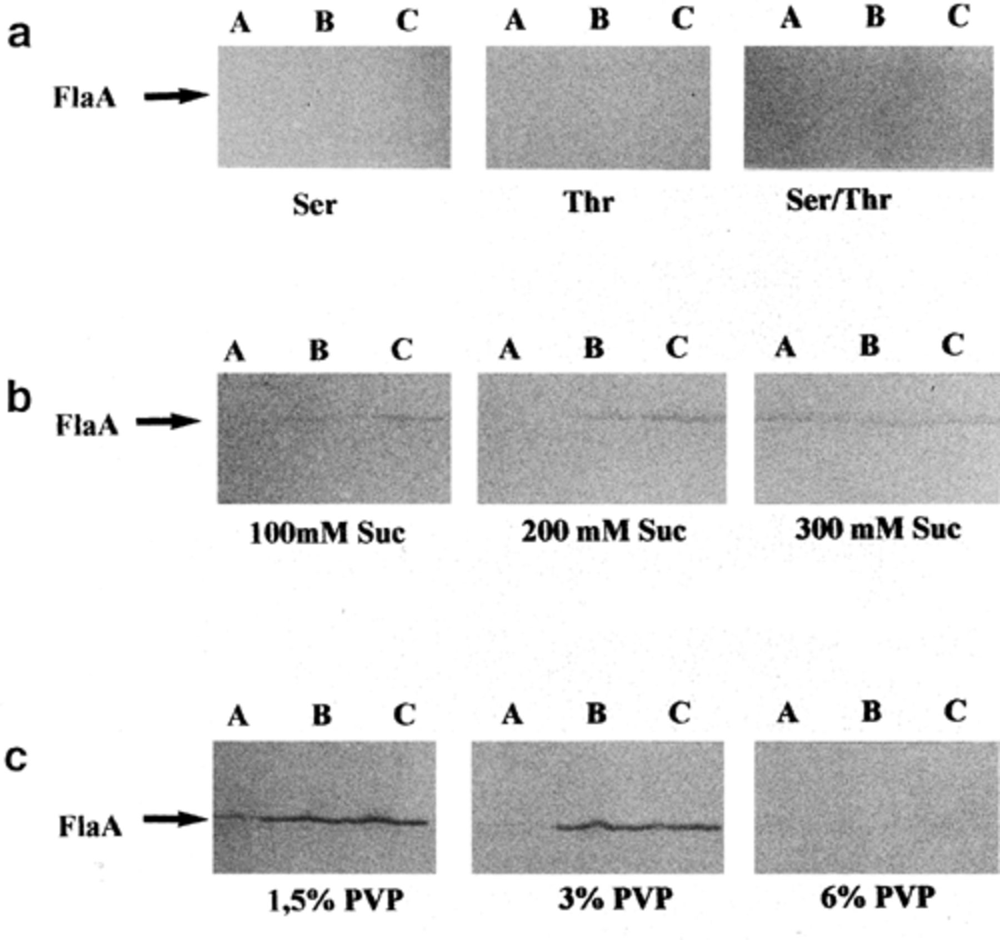 a
A B C A B C A B C
FlaA
Ser Thr Ser/Thr
b
A B C A B C A B C
FlaA
100mM Suc 200 mM Suc 300 mM Suc
c
A B C A B C A B C
FlaA
1,5% PVP 3% PVP 6% PVP